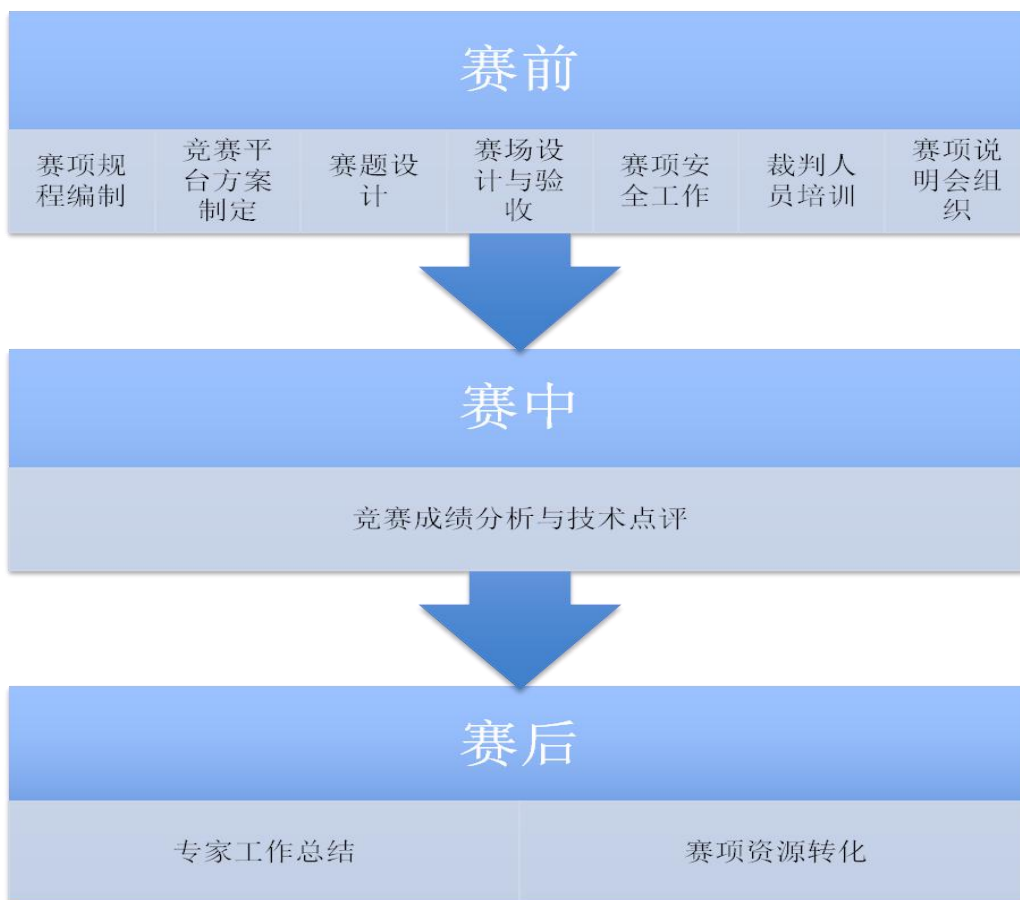 赛前
赛项规
程编制
竞赛平
台方案
制定
赛题设
计
赛场设
计与验
收
赛项安
全工作
裁判人
员培训
赛项说
明会组
织
赛中
竞赛成绩分析与技术点评
赛后
专家工作总结
赛项资源转化